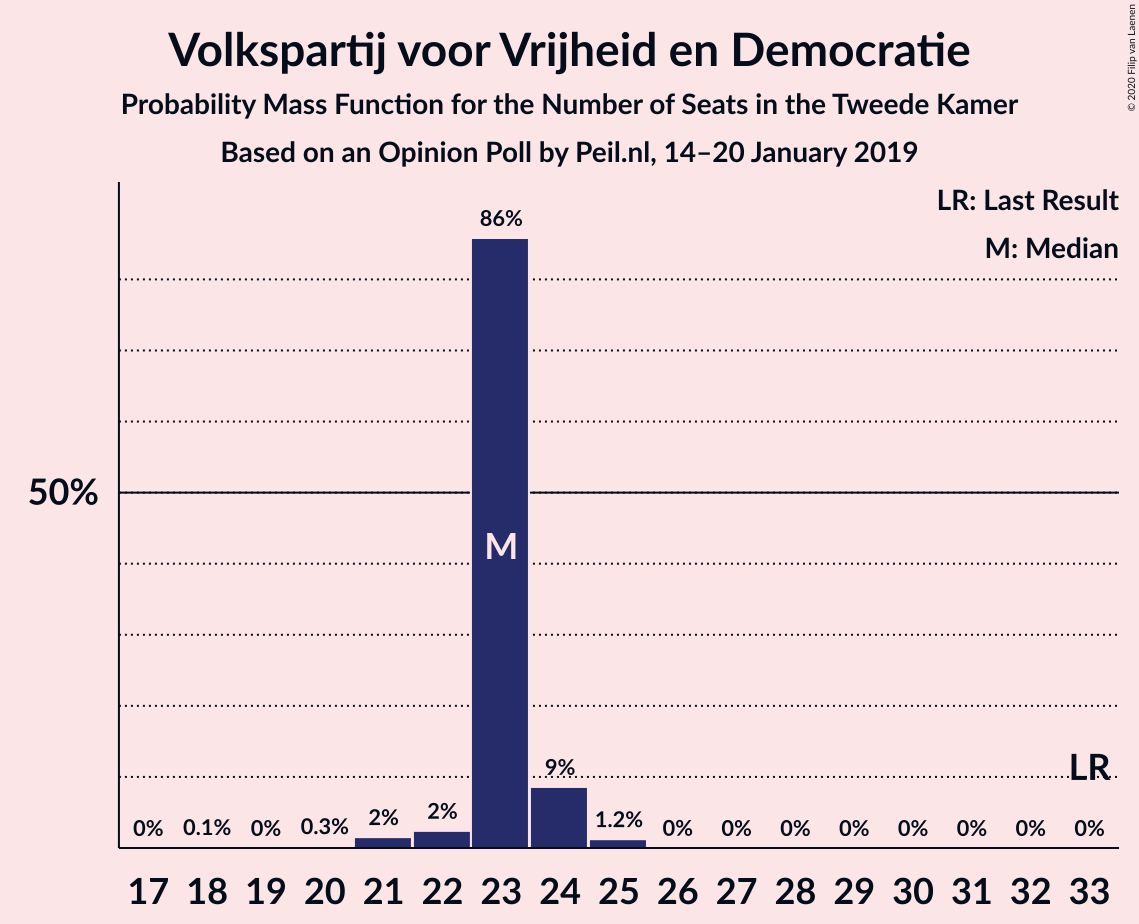 Volkspartij voor Vrijheid en Democratie
Probability Mass Function for the Number of Seats in the Tweede Kamer
Based on an Opinion Poll by Peil.nl, 14–20 January 2019
© 2020 Filip van Laenen
LR: Last Result
M: Median
86%
50%
M
LR
9%
0% 0.1% 0% 0.3% 2% 2% 1.2% 0% 0% 0% 0% 0% 0% 0% 0%
17 18 19 20 21 22 23 24 25 26 27 28 29 30 31 32 33